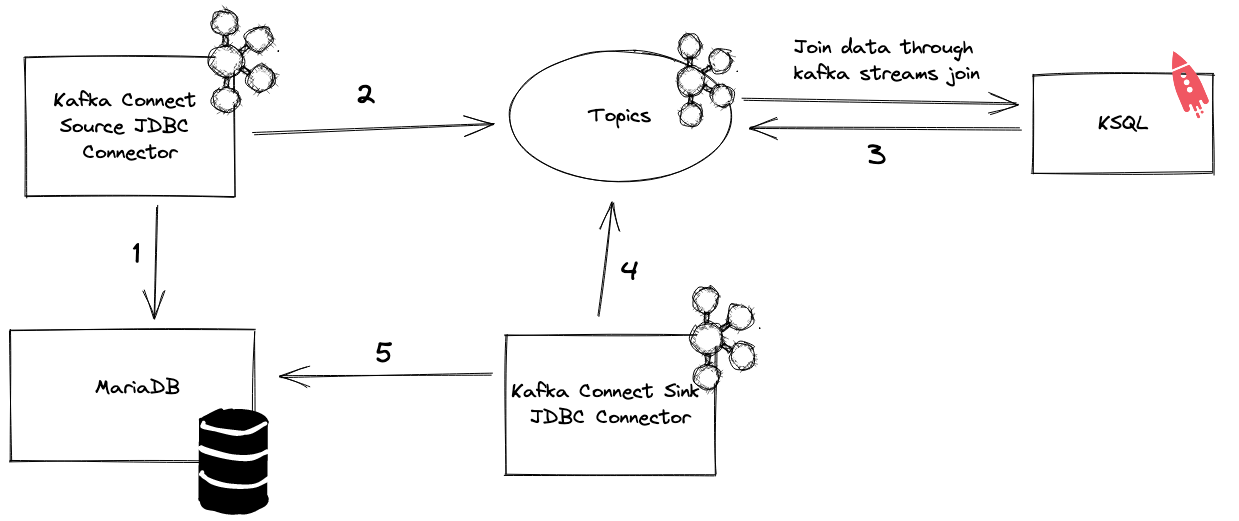 Kafka Connect
Source JDBC
Connector
2
Topics
Join data through
kafka streams join
KSQL
3
1
4
MariaDB
5
Kafka Connect Sink
JDBC Connector